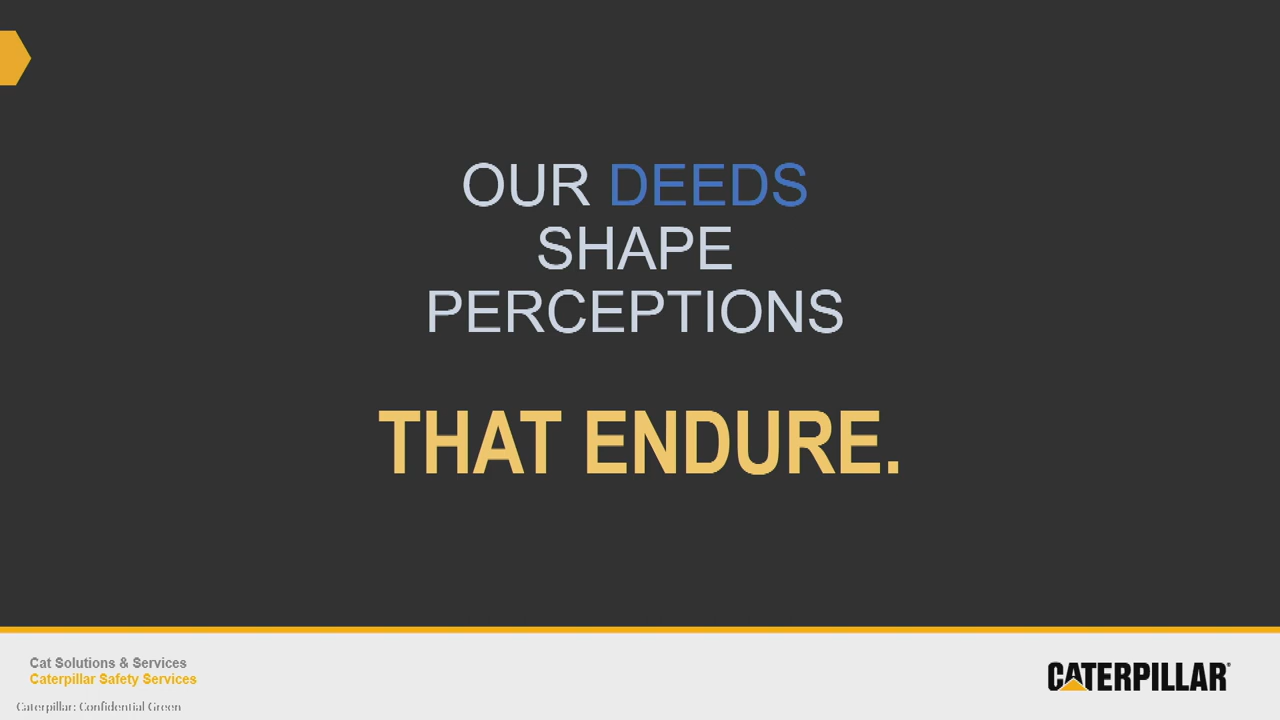 OUR DEEDS
SHAPE
PERCEPTIONS
THAT ENDURE.
Cat Solutions & Services
Caterpillar Safety Services
Caterpillar: Confidential Green
CATERPILLAR®